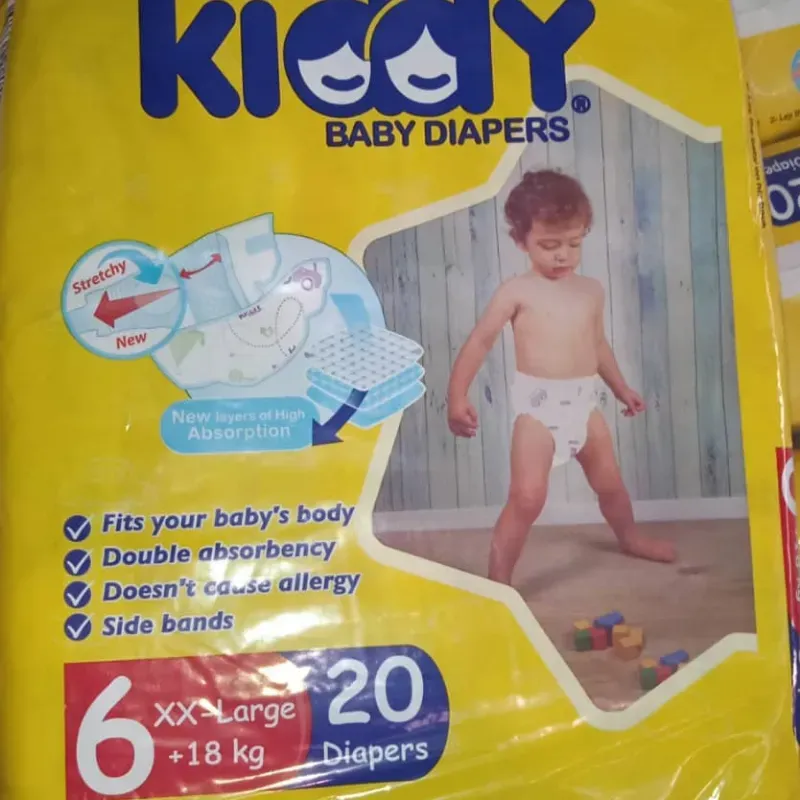 KIDDY®
BABY DIAPERS
Stretchy
New
New layers of High
Absorption
Fits your baby's body
Double absorbency
Doesn't cause allergy
Side bands
6
XX-Large
+18 kg
20
Diapers